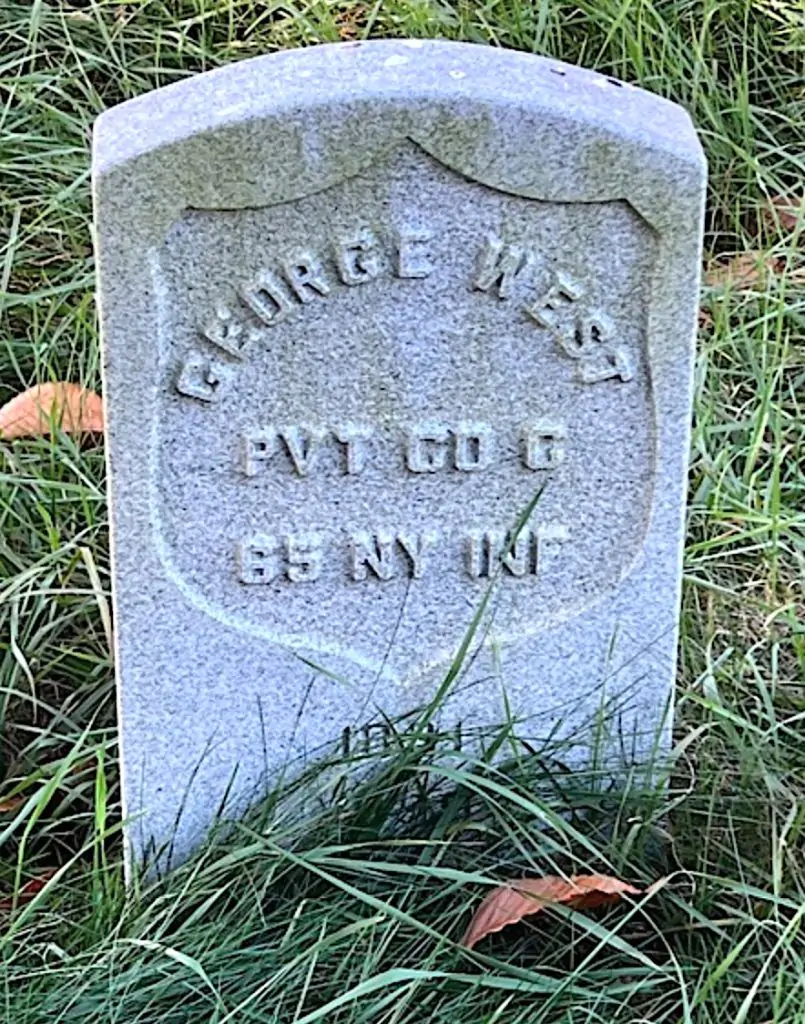 GEORGE WEST
PVT CO G
65 NY INF